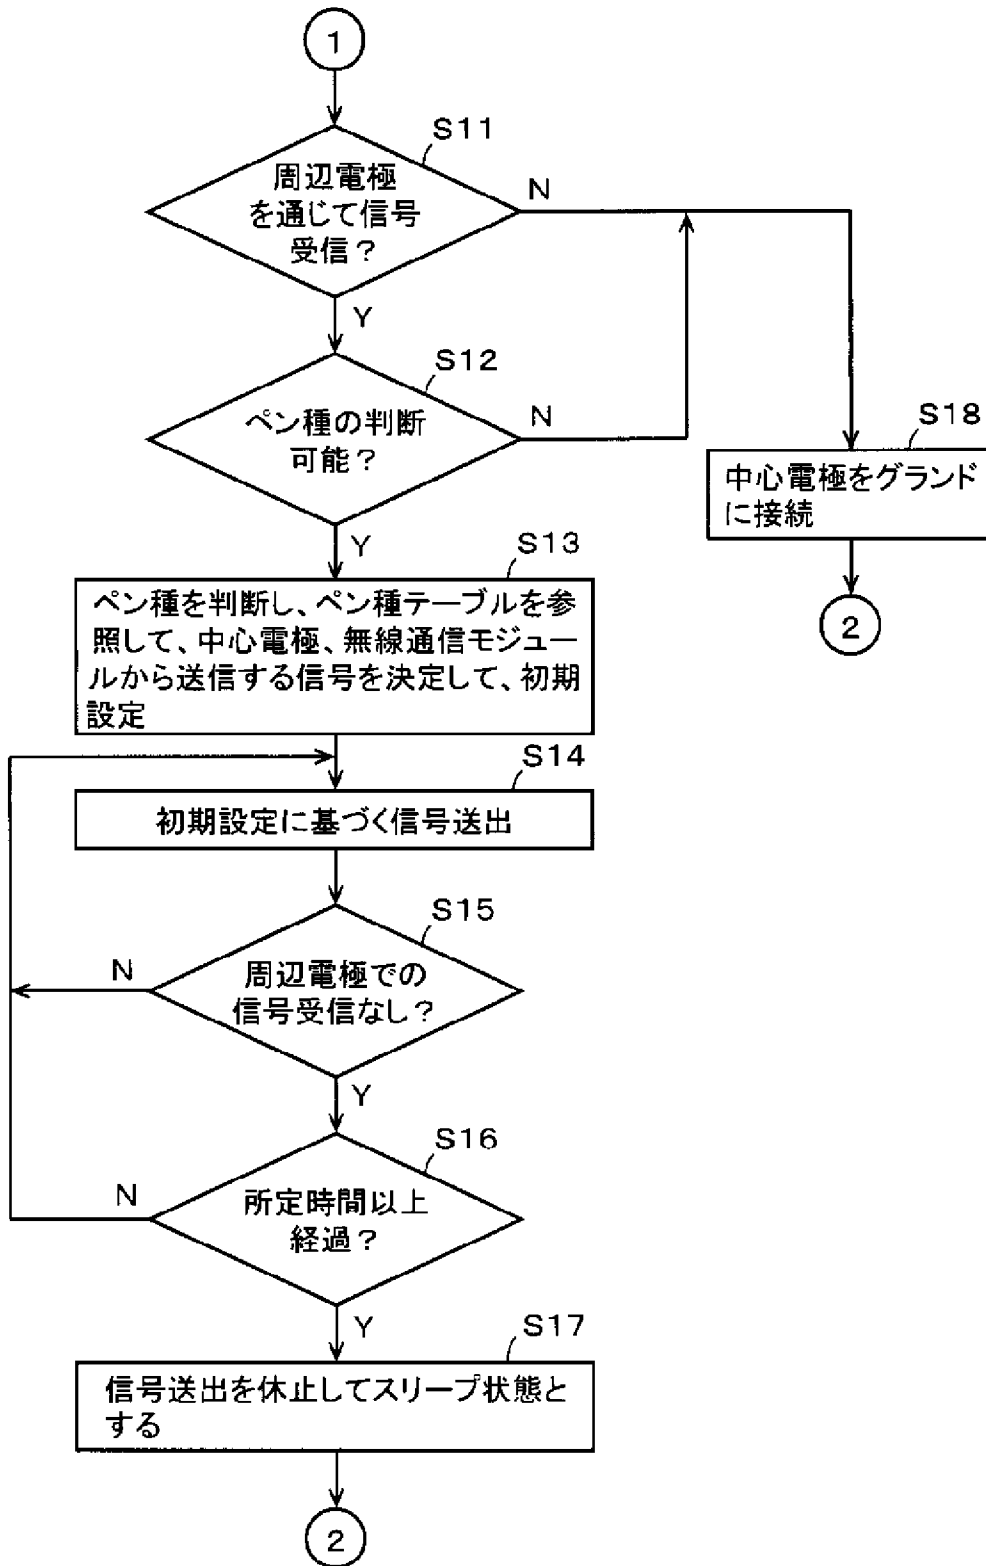 1
S11
周辺電極
を通じて信号
受信？
N
Y
S12
ペン種の判断
可能？
N
Y
S18
中心電極をグランド
に接続
2
S13
ペン種を判断し、ペン種テーブルを参
照して、中心電極、無線通信モジュー
ルから送信する信号を決定して、初期
設定
S14
初期設定に基づく信号送出
S15
周辺電極での
信号受信なし？
N
Y
S16
所定時間以上
経過？
N
Y
S17
信号送出を休止してスリープ状態と
する
2